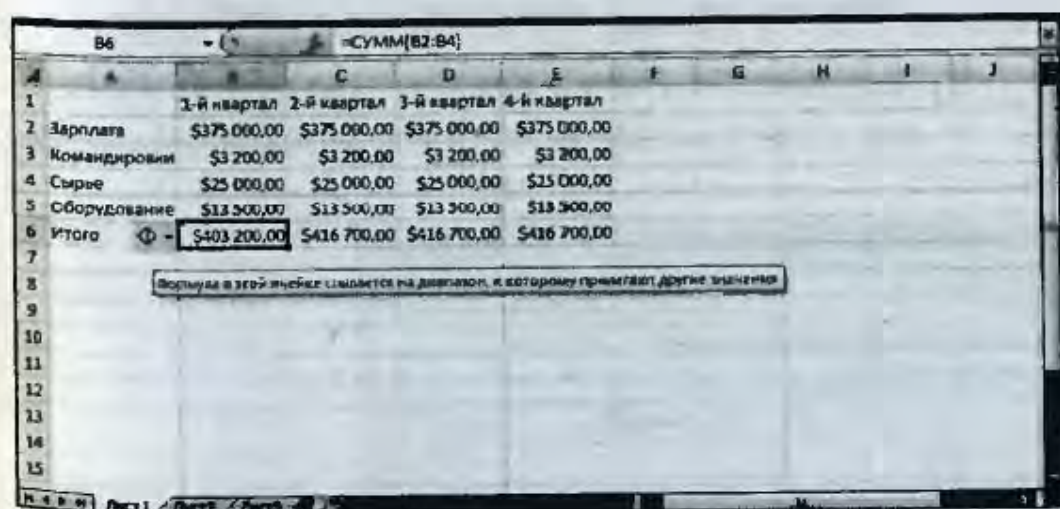 B6 =СУММ(B2:B4)
A B C D E F G H I J
1 1-й квартал 2-й квартал 3-й квартал 4-й квартал
2 Зарплата $375 000,00 $375 000,00 $375 000,00 $375 000,00
3 Командировки $3 200,00 $3 200,00 $3 200,00 $3 200,00
4 Сырье $25 000,00 $25 000,00 $25 000,00 $25 000,00
5 Оборудование $13 500,00 $13 500,00 $13 500,00 $13 500,00
6 Итого $403 200,00 $416 700,00 $416 700,00 $416 700,00
7
8 Формула в этой ячейке ссылается на диапазон, к которому примыкают другие значения
9
10
11
12
13
14
15
Лист1 Лист2 Лист3